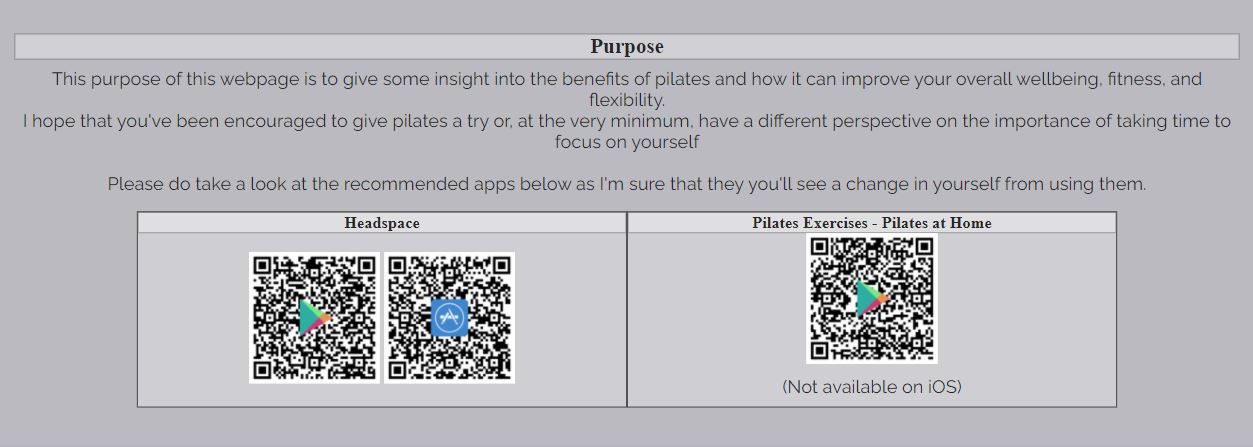 Purpose
This purpose of this webpage is to give some insight into the benefits of pilates and how it can improve your overall wellbeing, fitness, and
flexibility.
I hope that you've been encouraged to give pilates a try or, at the very minimum, have a different perspective on the importance of taking time to
focus on yourself
Please do take a look at the recommended apps below as I'm sure that they you'll see a change in yourself from using them.
Headspace
Pilates Exercises - Pilates at Home
(Not available on iOS)